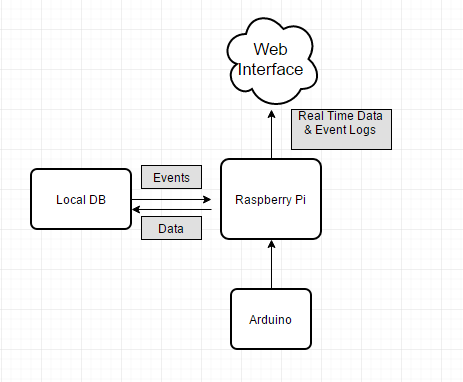 Web
Interface
Real Time Data
& Event Logs
Events
Local DB
Raspberry Pi
Data
Arduino